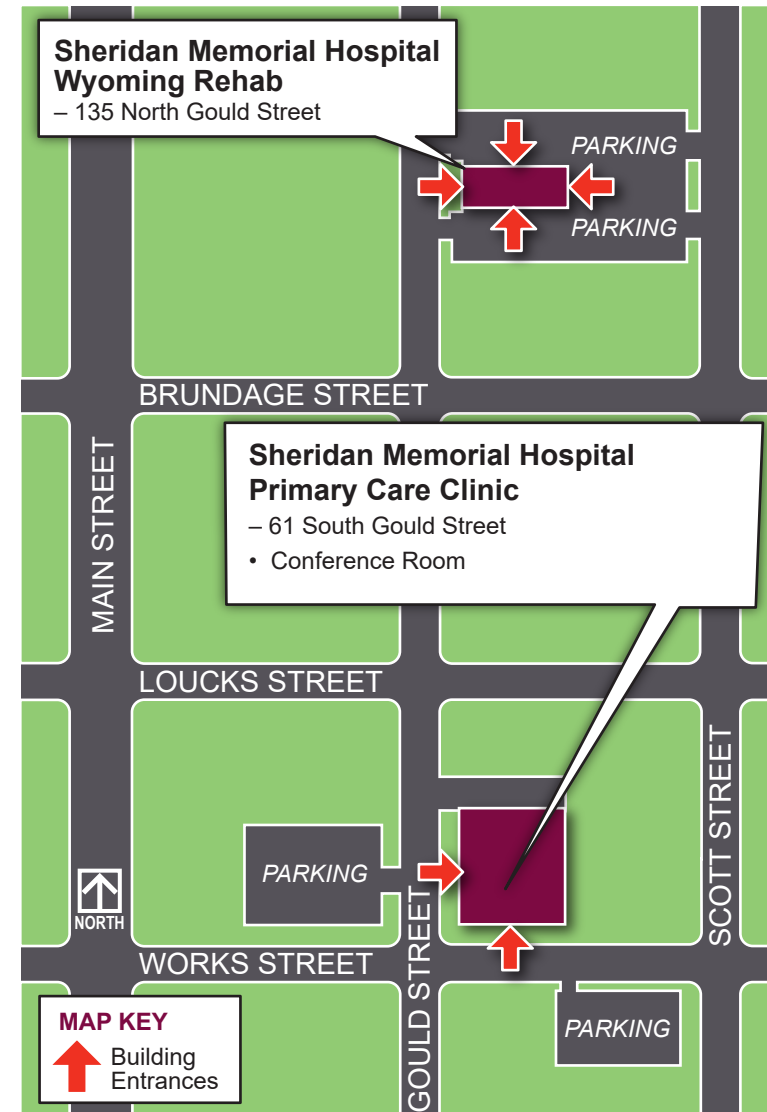 Sheridan Memorial Hospital
Wyoming Rehab
– 135 North Gould Street
PARKING
PARKING
BRUNDAGE STREET
MAIN STREET
Sheridan Memorial Hospital
Primary Care Clinic
– 61 South Gould Street
• Conference Room
LOUCKS STREET
SCOTT STREET
PARKING
NORTH
GOULD STREET
WORKS STREET
MAP KEY
Building
Entrances
PARKING